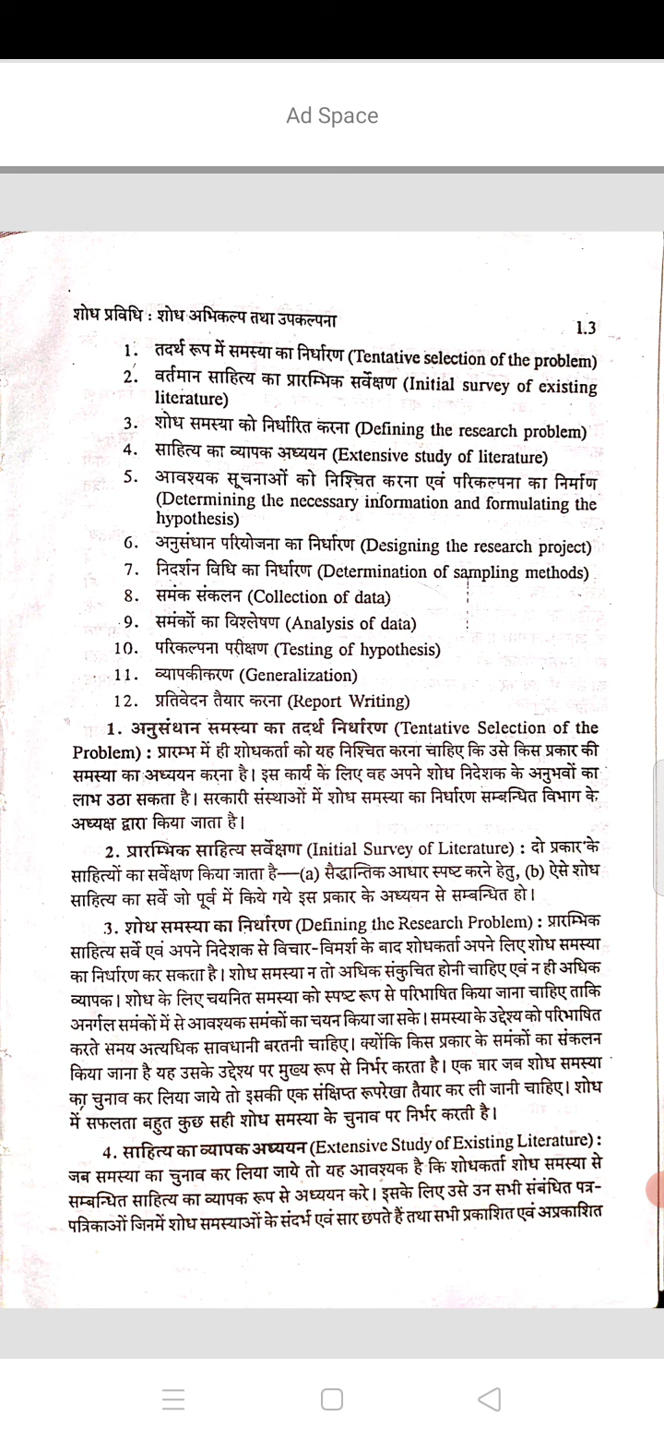 Ad Space
शोध प्रविधि : शोध अभिकल्प तथा उपकल्पना
1.3
1. तदर्थ रूप में समस्या का निर्धारण (Tentative selection of the problem)
2. वर्तमान साहित्य का प्रारम्भिक सर्वेक्षण (Initial survey of existing
literature)
3. शोध समस्या को निर्धारित करना (Defining the research problem)
4. साहित्य का व्यापक अध्ययन (Extensive study of literature)
5. आवश्यक सूचनाओं को निश्चित करना एवं परिकल्पना का निर्माण
(Determining the necessary information and formulating the
hypothesis)
6. अनुसंधान परियोजना का निर्धारण (Designing the research project)
7. निदर्शन विधि का निर्धारण (Determination of sampling methods)
8. समंक संकलन (Collection of data)
9. समंकों का विश्लेषण (Analysis of data)
10. परिकल्पना परीक्षण (Testing of hypothesis)
11. व्यापकीकरण (Generalization)
12. प्रतिवेदन तैयार करना (Report Writing)
1. अनुसंधान समस्या का तदर्थ निर्धारण (Tentative Selection of the
Problem) : प्रारम्भ में ही शोधकर्ता को यह निश्चित करना चाहिए कि उसे किस प्रकार की
समस्या का अध्ययन करना है। इस कार्य के लिए वह अपने शोध निदेशक के अनुभवों का
लाभ उठा सकता है। सरकारी संस्थाओं में शोध समस्या का निर्धारण सम्बन्धित विभाग के
अध्यक्ष द्वारा किया जाता है।
2. प्रारम्भिक साहित्य सर्वेक्षण (Initial Survey of Literature) : दो प्रकार के
साहित्यों का सर्वेक्षण किया जाता है—(a) सैद्धान्तिक आधार स्पष्ट करने हेतु, (b) ऐसे शोध
साहित्य का सर्वे जो पूर्व में किये गये इस प्रकार के अध्ययन से सम्बन्धित हो।
3. शोध समस्या का निर्धारण (Defining the Research Problem) : प्रारम्भिक
साहित्य सर्वे एवं अपने निदेशक से विचार-विमर्श के बाद शोधकर्ता अपने लिए शोध समस्या
का निर्धारण कर सकता है। शोध समस्या न तो अधिक संकुचित होनी चाहिए एवं न ही अधिक
व्यापक। शोध के लिए चयनित समस्या को स्पष्ट रूप से परिभाषित किया जाना चाहिए ताकि
अनर्गल समंकों में से आवश्यक समंकों का चयन किया जा सके। समस्या के उद्देश्य को परिभाषित
करते समय अत्यधिक सावधानी बरतनी चाहिए। क्योंकि किस प्रकार के समंकों का संकलन
किया जाना है यह उसके उद्देश्य पर मुख्य रूप से निर्भर करता है। एक बार जब शोध समस्या
का चुनाव कर लिया जाये तो इसकी एक संक्षिप्त रूपरेखा तैयार कर ली जानी चाहिए। शोध
में सफलता बहुत कुछ सही शोध समस्या के चुनाव पर निर्भर करती है।
4. साहित्य का व्यापक अध्ययन (Extensive Study of Existing Literature) :
जब समस्या का चुनाव कर लिया जाये तो यह आवश्यक है कि शोधकर्ता शोध समस्या से
सम्बन्धित साहित्य का व्यापक रूप से अध्ययन करे। इसके लिए उसे उन सभी संबंधित पत्र-
पत्रिकाओं जिनमें शोध समस्याओं के संदर्भ एवं सार छपते हैं तथा सभी प्रकाशित एवं अप्रकाशित